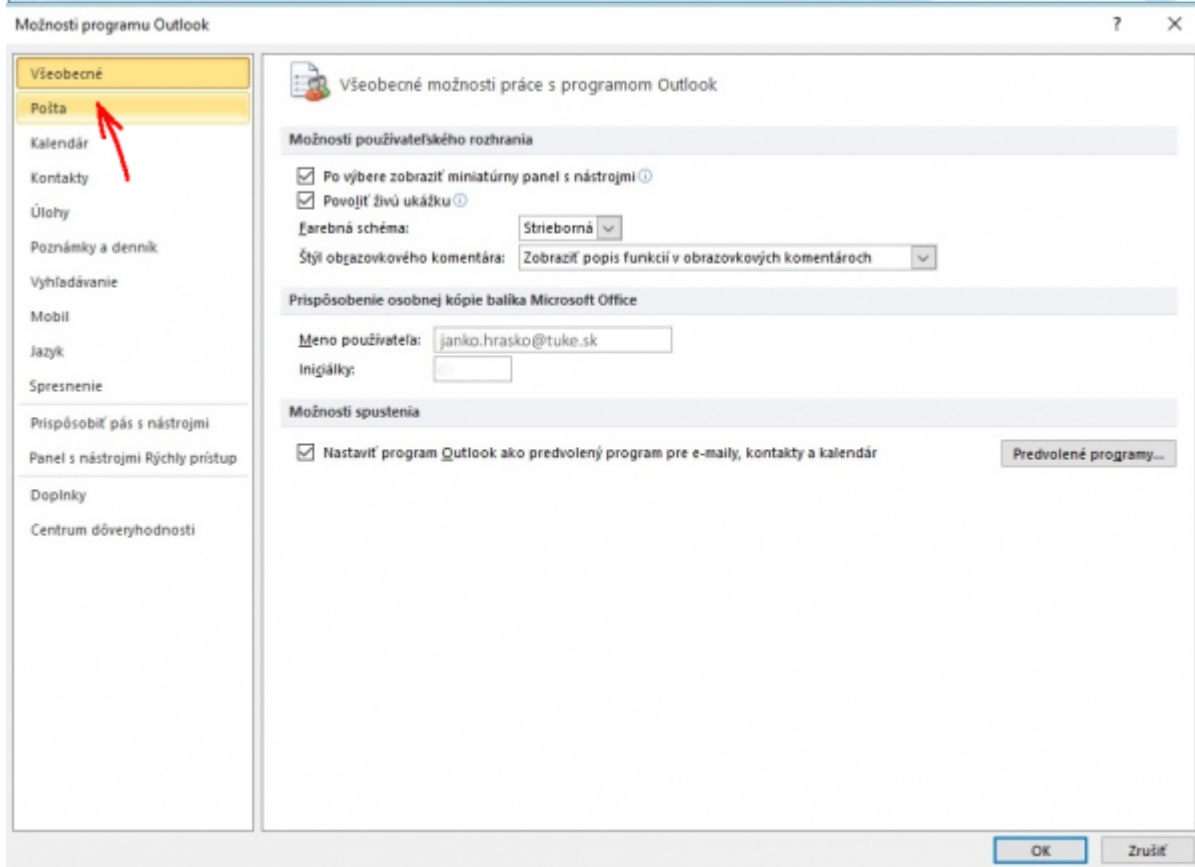 Možnosti programu Outlook
Všeobecné
Pošta
Kalendár
Kontakty
Úlohy
Poznámky a denník
Vyhľadávanie
Mobil
Jazyk
Spresnenie
Prispôsobiť pás s nástrojmi
Panel s nástrojmi Rýchly prístup
Doplnky
Centrum dôveryhodnosti
Všeobecné možnosti práce s programom Outlook
Možnosti používateľského rozhrania
Po výbere zobraziť miniatúrny panel s nástrojmi
Povoliť živú ukážku
Farebná schéma: Strieborná
Štýl obrazovkového komentára: Zobraziť popis funkcií v obrazovkových komentároch
Prispôsobenie osobnej kópie balíka Microsoft Office
Meno používateľa: janko.hrasko@tuke.sk
Iniciálky:
Možnosti spustenia
Nastaviť program Outlook ako predvolený program pre e-maily, kontakty a kalendár Predvolené programy...
OK Zrušiť